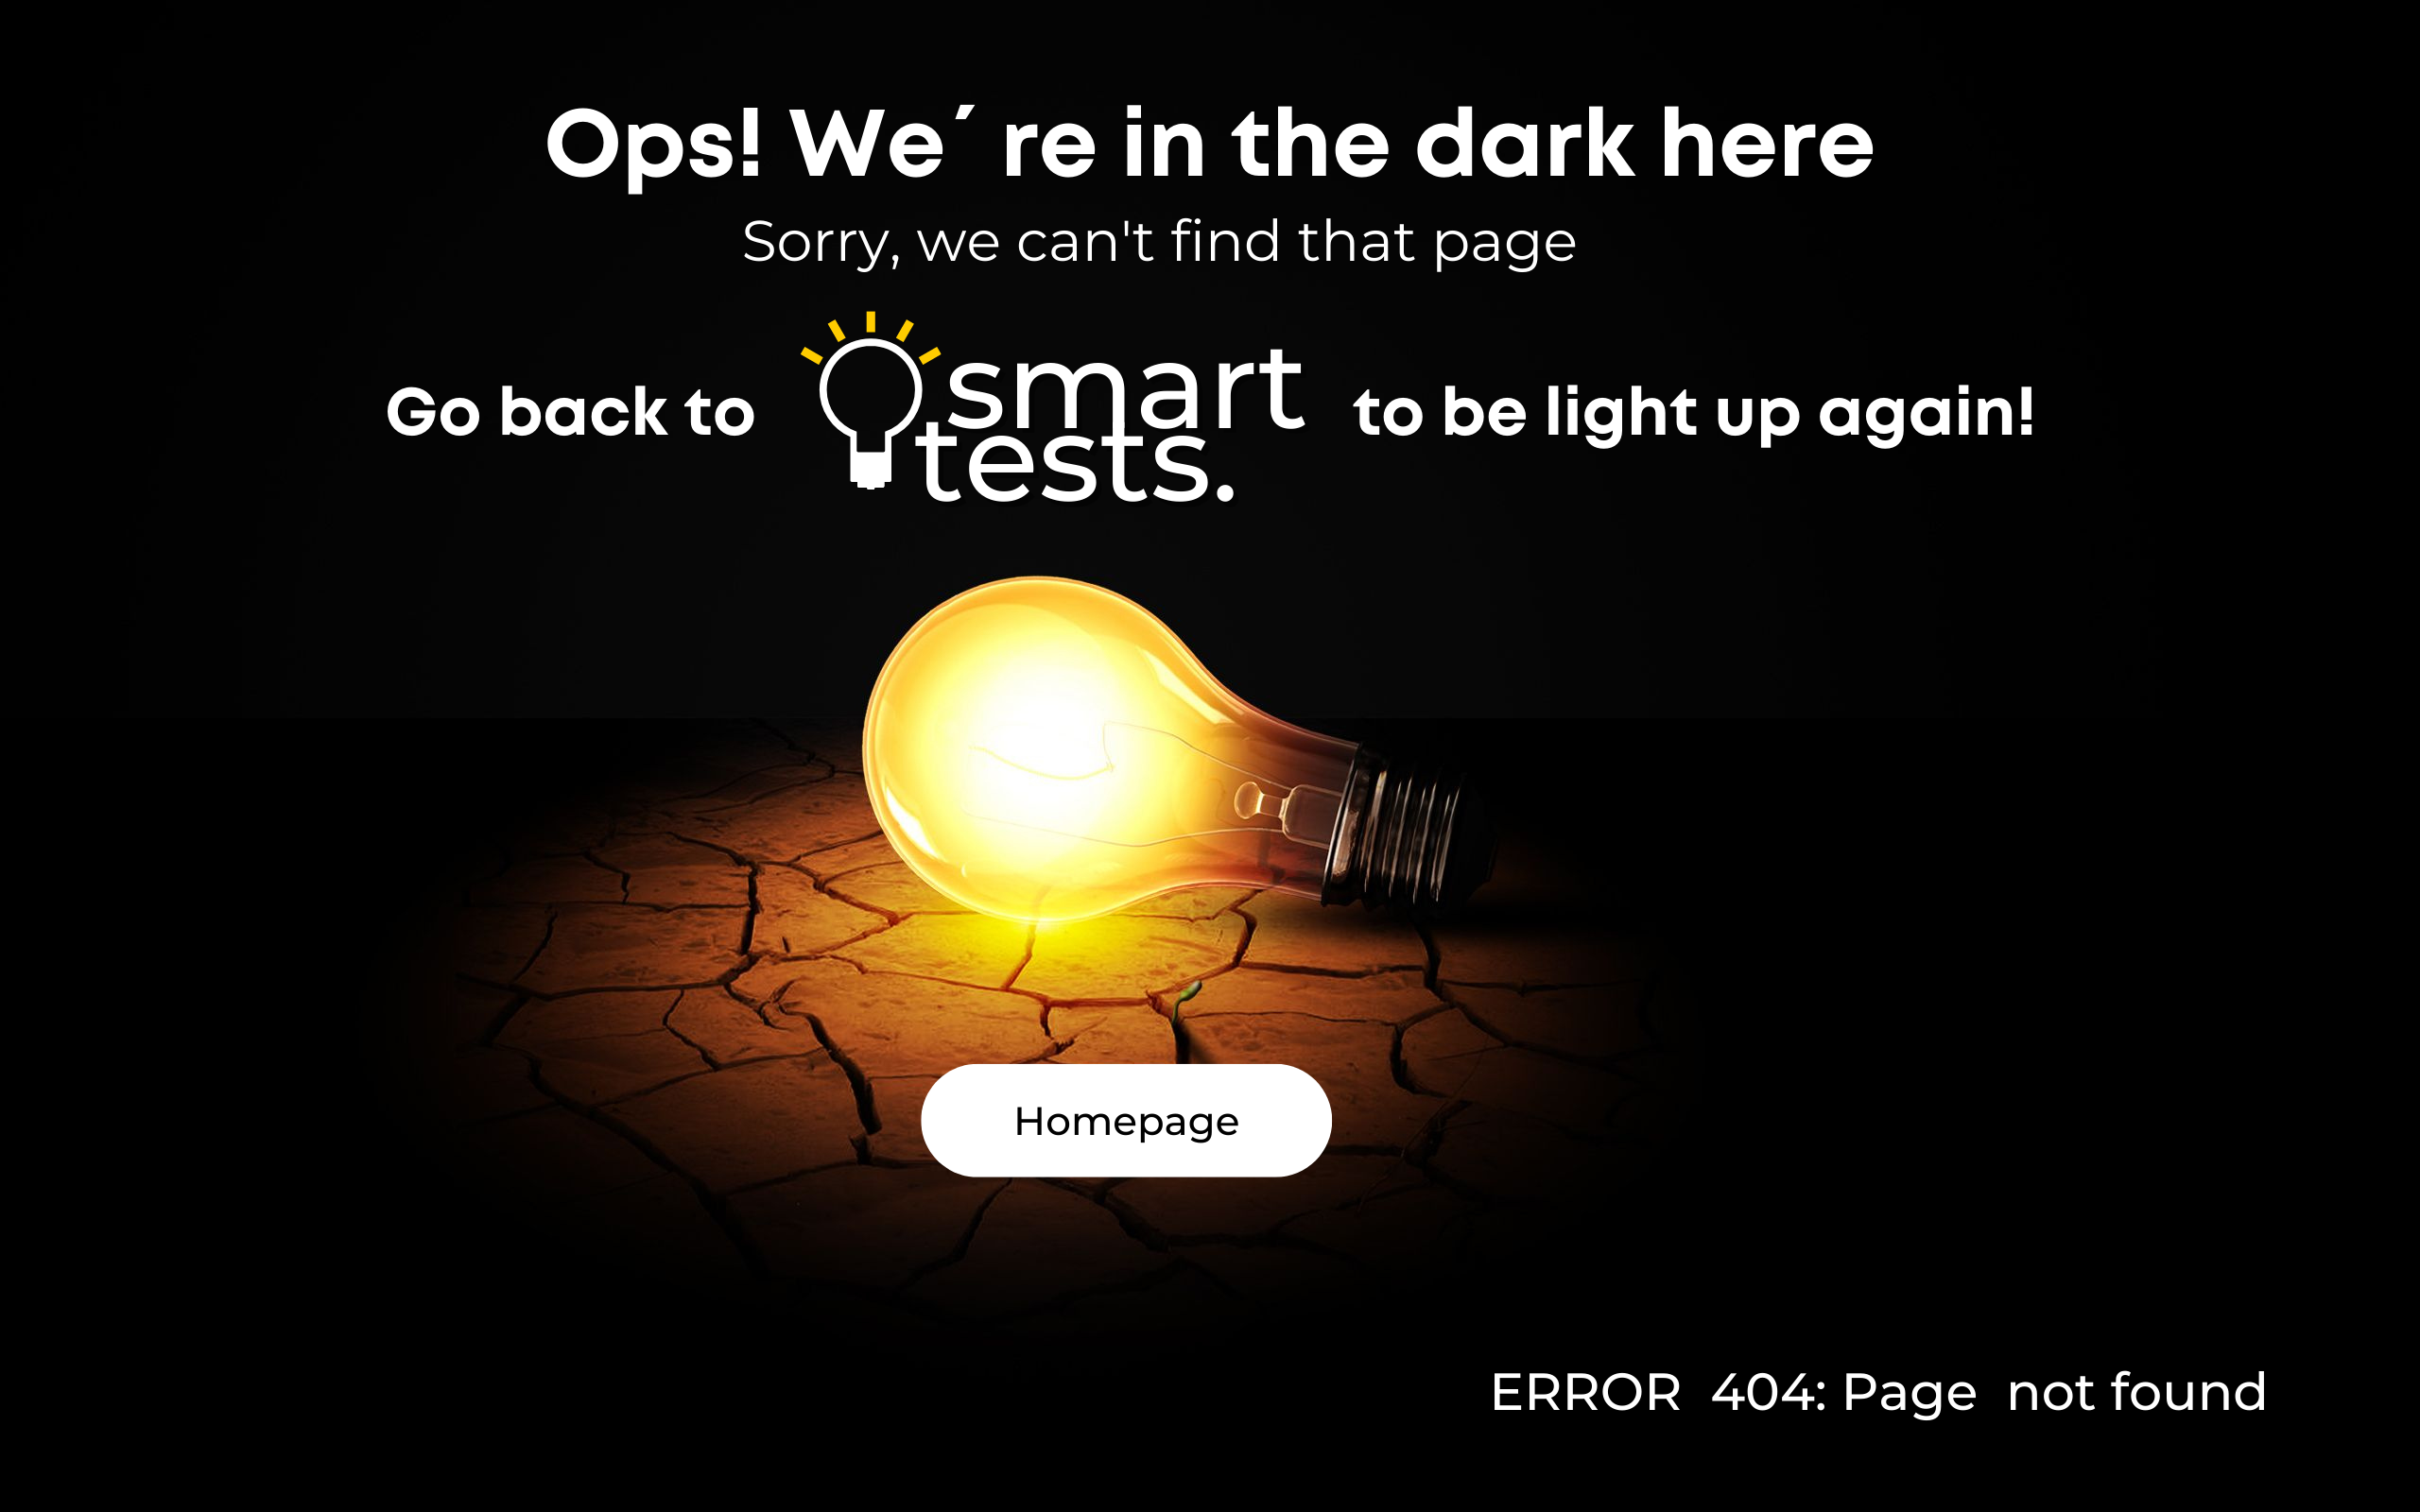 Ops! We´ re in the dark here
Sorry, we can't find that page
Go back to smart tests. to be light up again!
Homepage
ERROR 404: Page not found